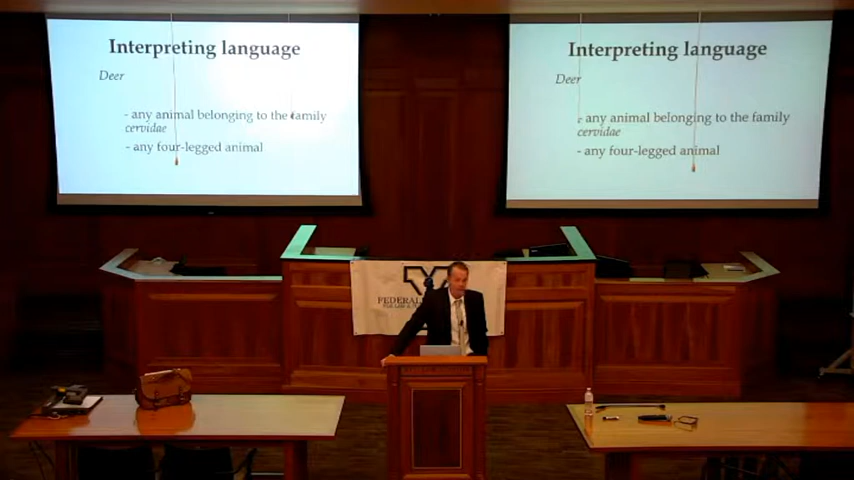 Interpreting language
Deer
- any animal belonging to the family
cervidae
- any four-legged animal
Interpreting language
Deer
- any animal belonging to the family
cervidae
- any four-legged animal
FEDERAL